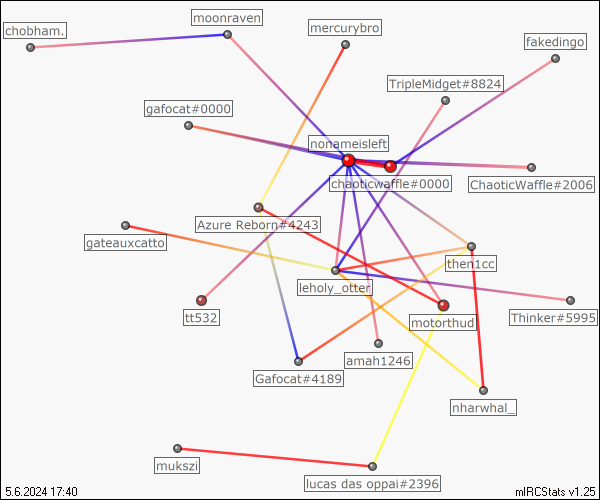 moonraven
chobham.
mercurybro
fakedingo
TripleMidget#8824
gafocat#0000
nonameisleft
chaoticwaffle#0000
ChaoticWaffle#2006
Azure Reborn#4243
gateauxcatto
then1cc
leholy_otter
tt532
motorthud
Thinker#5995
amah1246
Gafocat#4189
nharwhal_
mukszi
lucas das oppai#2396
5.6.2024 17:40
mIRCStats v1.25